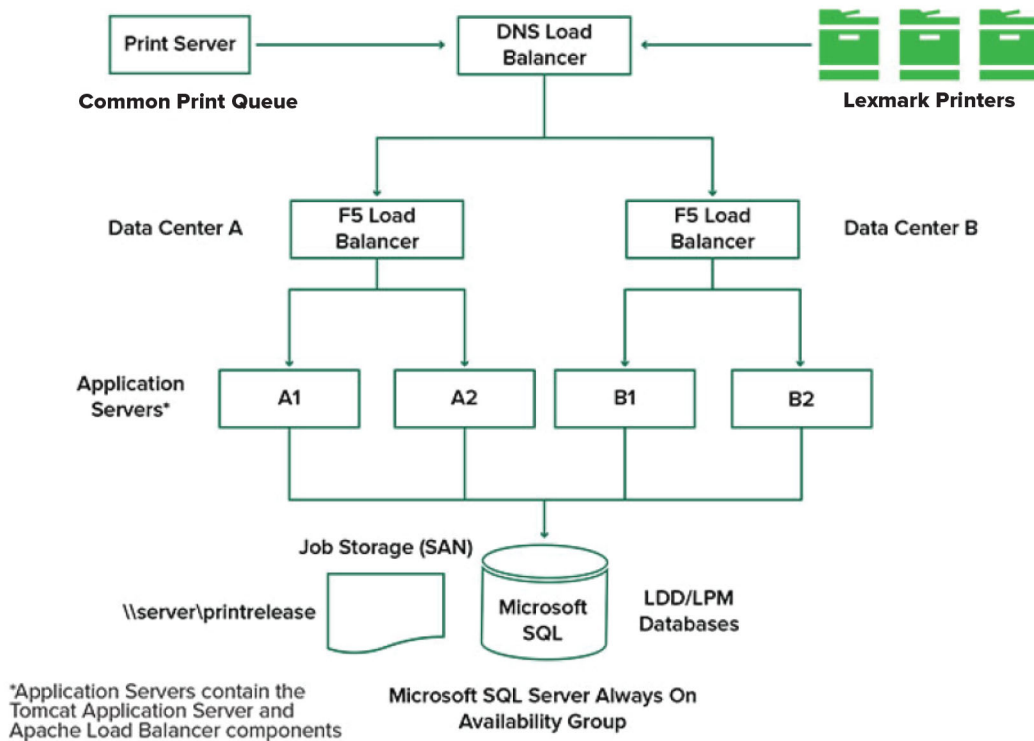 Print Server
DNS Load
Balancer
Common Print Queue
Lexmark Printers
Data Center A
F5 Load
Balancer
F5 Load
Balancer
Data Center B
Application
Servers*
A1
A2
B1
B2
Job Storage (SAN)
\\server\printrelease
Microsoft
SQL
LDD/LPM
Databases
*Application Servers contain the
Tomcat Application Server and
Apache Load Balancer components
Microsoft SQL Server Always On
Availability Group